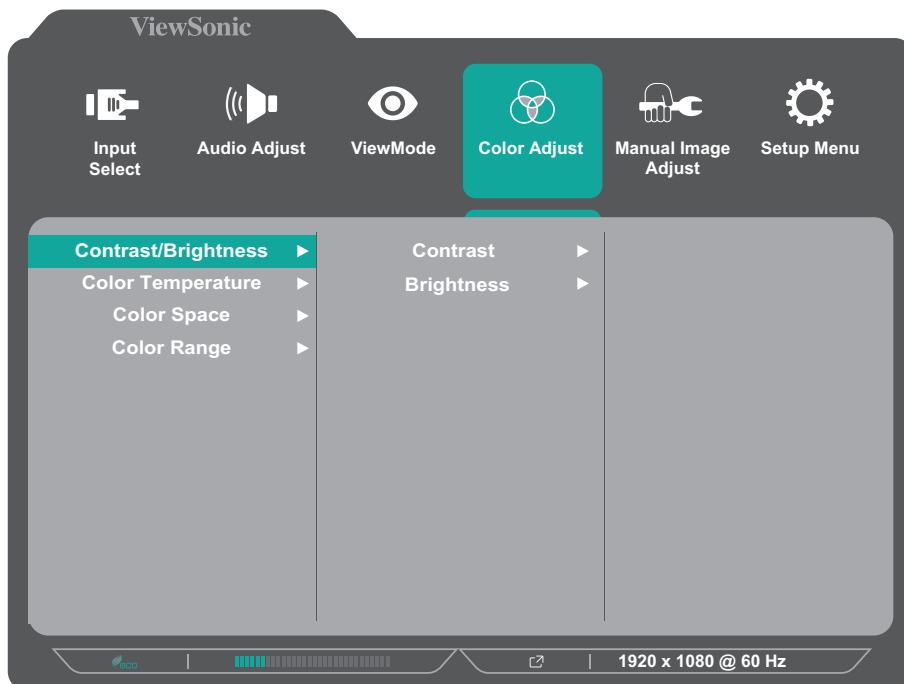 ViewSonic
Input Select
Audio Adjust
ViewMode
Color Adjust
Manual Image Adjust
Setup Menu
Contrast/Brightness
Color Temperature
Color Space
Color Range
Contrast
Brightness
eco
1920 x 1080 @ 60 Hz